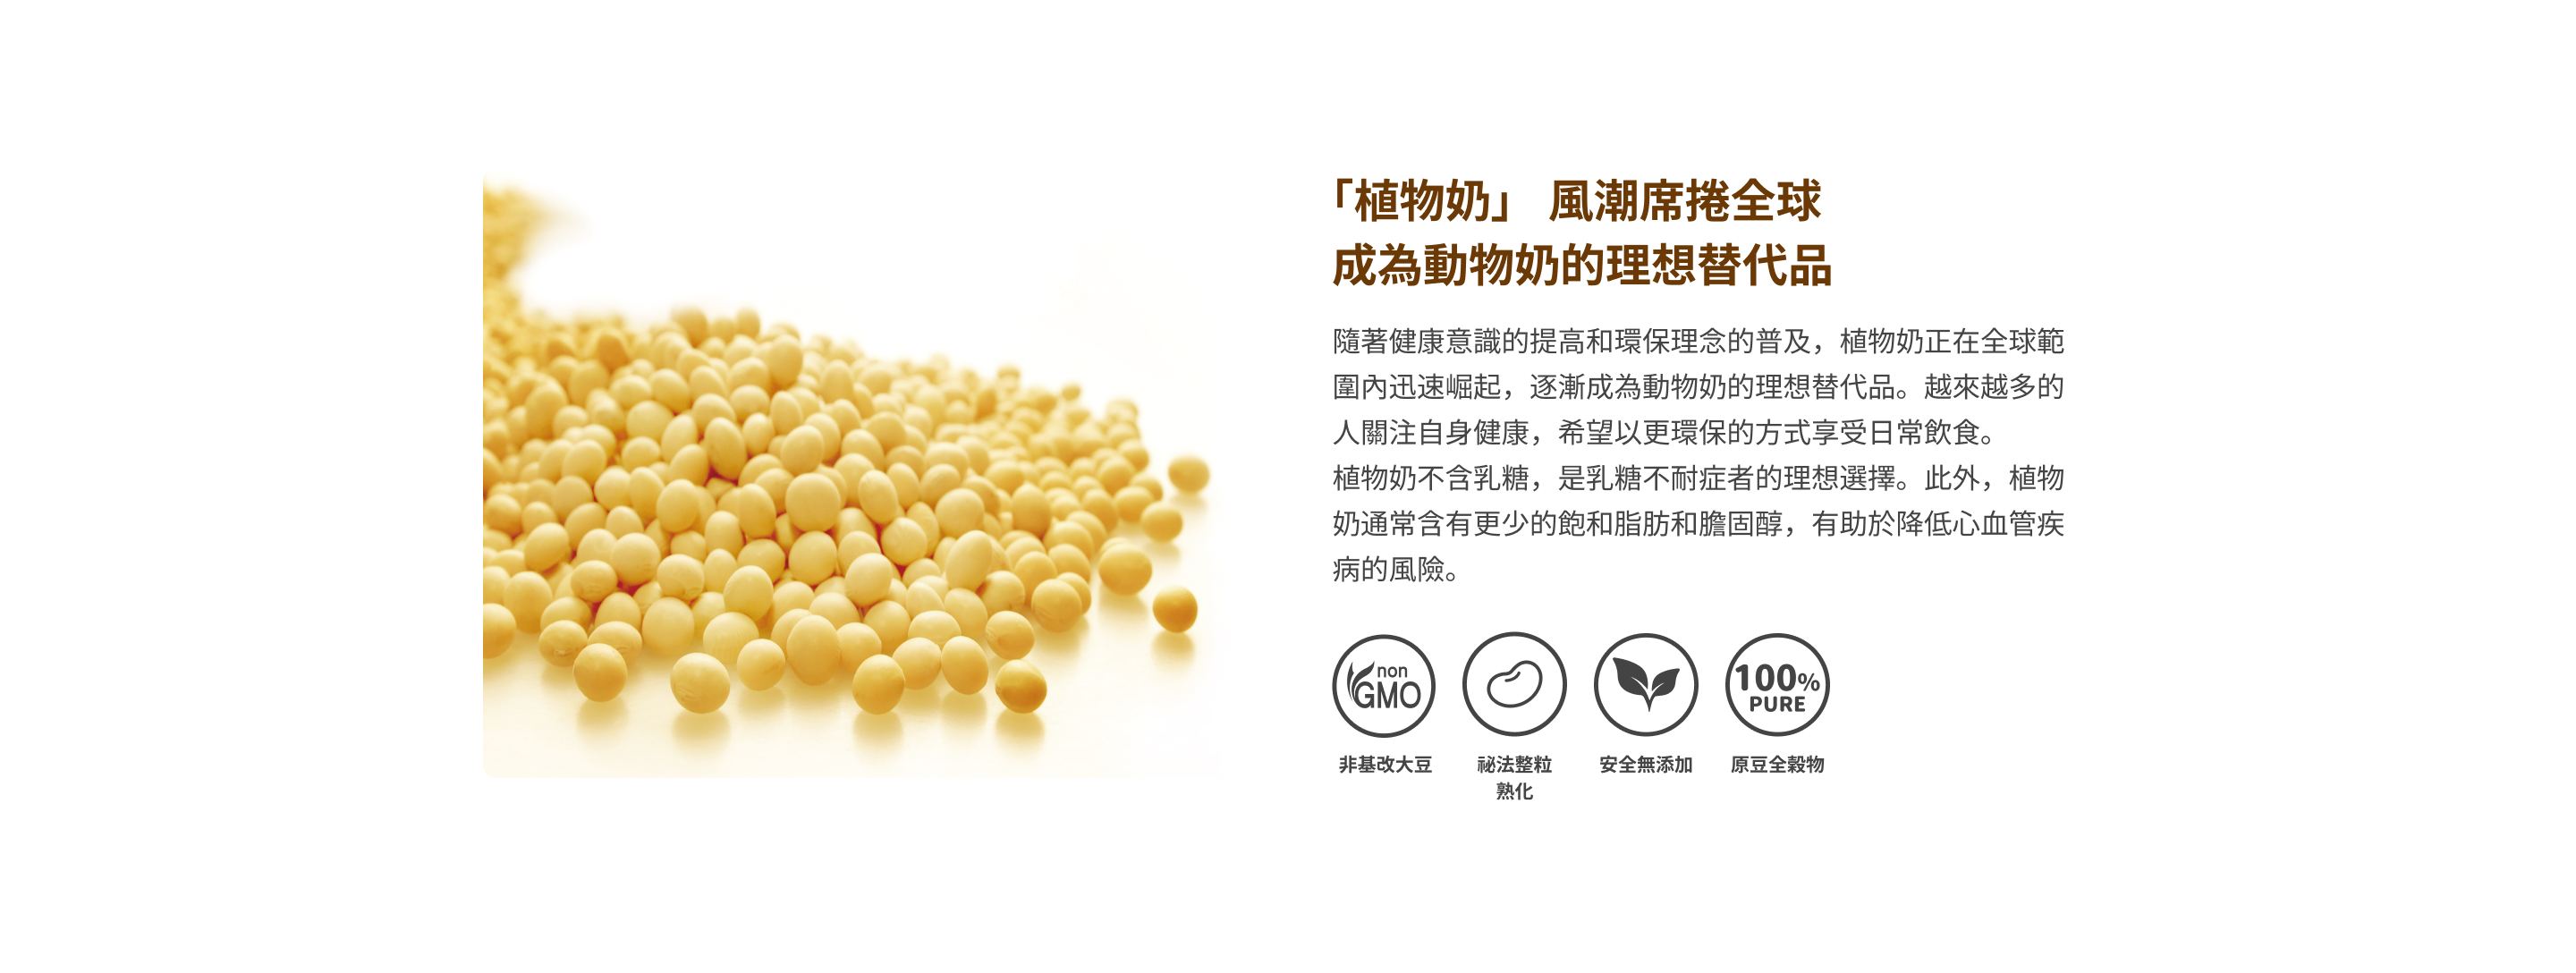 「植物奶」 風潮席捲全球
成為動物奶的理想替代品
隨著健康意識的提高和環保理念的普及，植物奶正在全球範
圍內迅速崛起，逐漸成為動物奶的理想替代品。越來越多的
人關注自身健康，希望以更環保的方式享受日常飲食。
植物奶不含乳糖，是乳糖不耐症者的理想選擇。此外，植物
奶通常含有更少的飽和脂肪和膽固醇，有助於降低心血管疾
病的風險。
non
GMO
100%
PURE
非基改大豆
祕法整粒
熟化
安全無添加
原豆全穀物